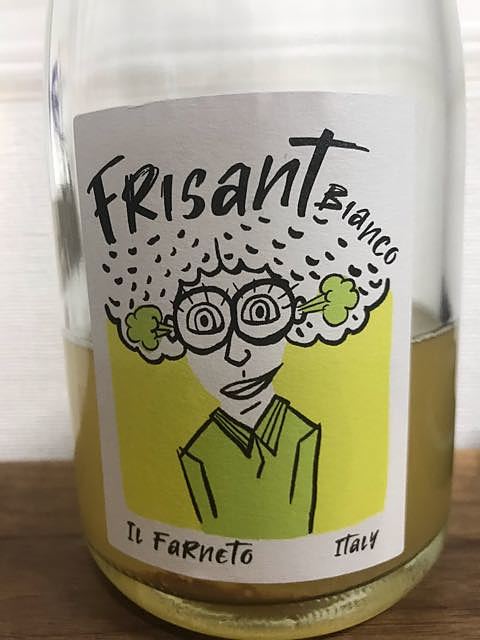 FRISanT
Bianco
IL FaRNeTo
ITaLY